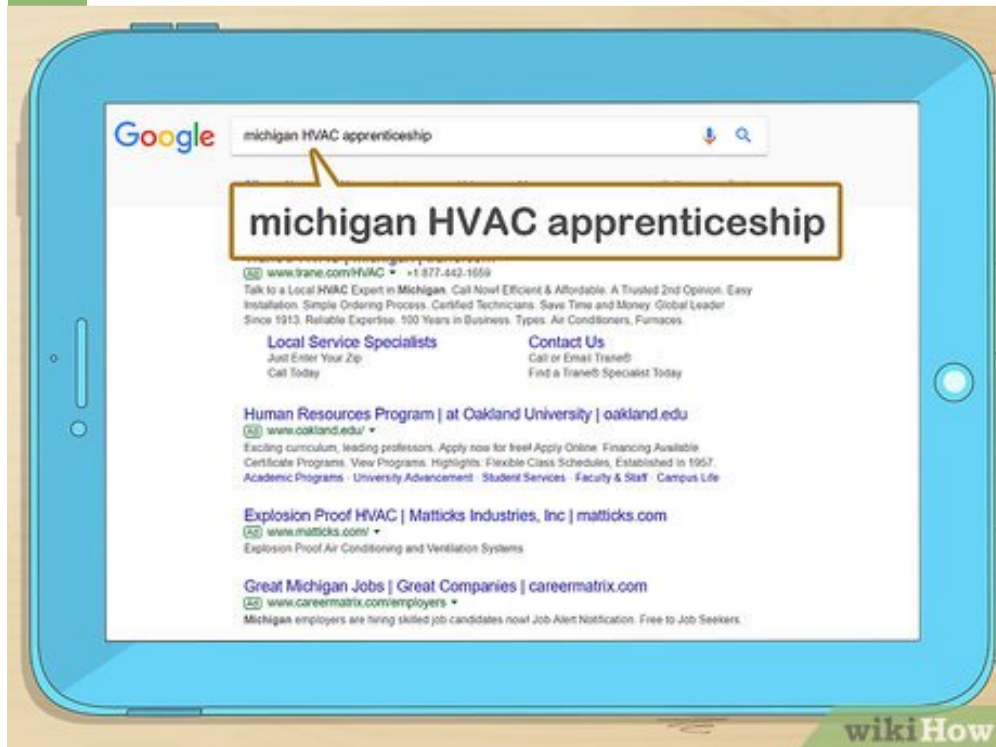 Google
michigan HVAC apprenticeship
michigan HVAC apprenticeship
Ad www.trane.com/HVAC +1 877-442-1659
Talk to a Local HVAC Expert in Michigan. Call Now! Efficient & Affordable. A Trusted 2nd Opinion. Easy
Installation. Simple Ordering Process. Certified Technicians. Save Time and Money. Global Leader
Since 1913. Reliable Expertise. 100 Years in Business. Types: Air Conditioners, Furnaces.
Local Service Specialists
Just Enter Your Zip
Call Today
Contact Us
Call or Email Trane®
Find a Trane® Specialist Today
Human Resources Program | at Oakland University | oakland.edu
Ad www.oakland.edu/
Exciting curriculum, leading professors. Apply now for free! Apply Online. Financing Available.
Certificate Programs. View Programs. Highlights: Flexible Class Schedules, Established in 1957.
Academic Programs · University Advancement · Student Services · Faculty & Staff · Campus Life
Explosion Proof HVAC | Matticks Industries, Inc | matticks.com
Ad www.matticks.com/
Explosion Proof Air Conditioning and Ventilation Systems
Great Michigan Jobs | Great Companies | careermatrix.com
Ad www.careermatrix.com/employers
Michigan employers are hiring skilled job candidates now! Job Alert Notification. Free to Job Seekers.
wikiHow